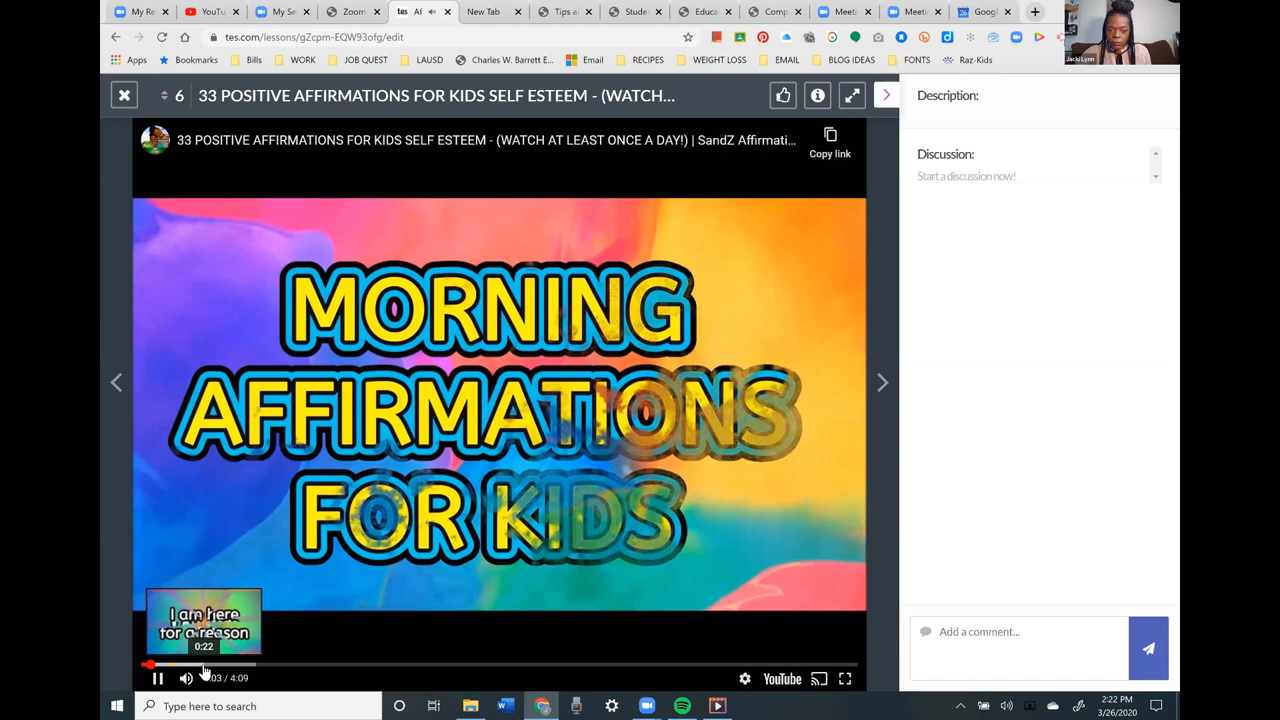 My Re
YouTu
My Se
Zoom
tes
Af
New Tab
Tips a
Stude
Educa
Comp
Meeti
Meeti
26
Googl
tes.com/lessons/gZcpm-EQW93ofg/edit
Jacki Lynn
Apps
Bookmarks
Bills
WORK
JOB QUEST
LAUSD
Charles W. Barrett E...
Email
RECIPES
WEIGHT LOSS
EMAIL
BLOG IDEAS
FONTS
Raz-Kids
6
33 POSITIVE AFFIRMATIONS FOR KIDS SELF ESTEEM - (WATCH...
Description:
33 POSITIVE AFFIRMATIONS FOR KIDS SELF ESTEEM - (WATCH AT LEAST ONCE A DAY!) | SandZ Affirmati...
Copy link
Discussion:
Start a discussion now!
MORNING
AFFIRMATIONS
FOR KIDS
I am here
for a reason
0:22
:03 / 4:09
YouTube
Add a comment...
Type here to search
2:22 PM
3/26/2020